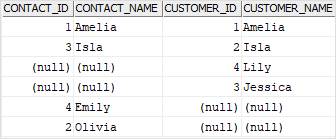 CONTACT_ID CONTACT_NAME CUSTOMER_ID CUSTOMER_NAME
1 Amelia 1 Amelia
3 Isla 2 Isla
(null) (null) 4 Lily
(null) (null) 3 Jessica
4 Emily (null) (null)
2 Olivia (null) (null)